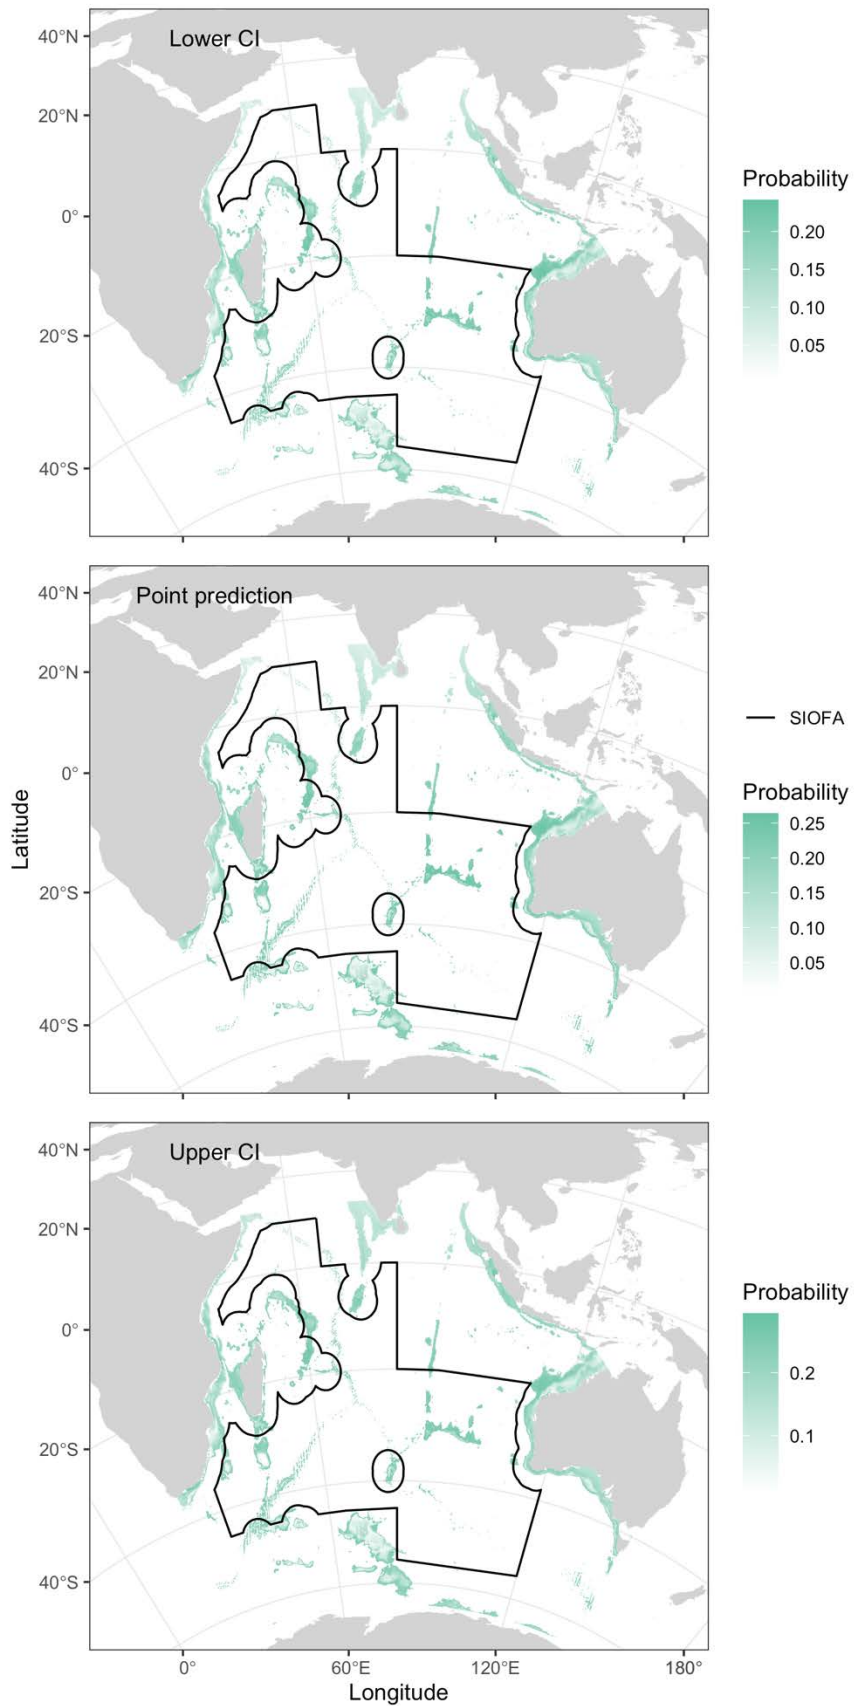 Lower CI
40°N
20°N
0°
20°S
40°S
Probability
0.20
0.15
0.10
0.05
Point prediction
40°N
20°N
0°
20°S
40°S
Latitude
SIOFA
Probability
0.25
0.20
0.15
0.10
0.05
Upper CI
40°N
20°N
0°
20°S
40°S
Probability
0.2
0.1
0°
60°E
120°E
180°
Longitude